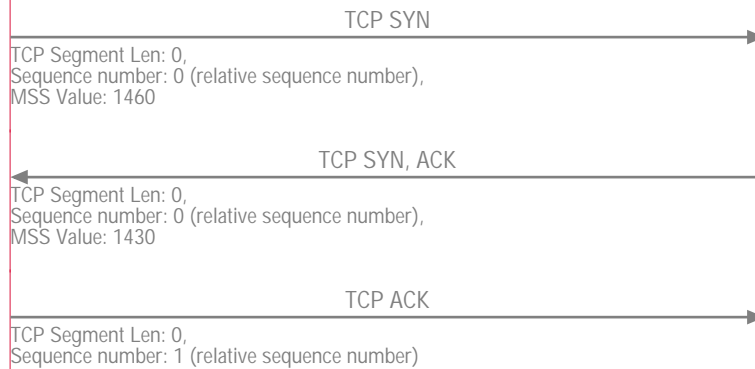 TCP SYN
TCP Segment Len: 0,
Sequence number: 0 (relative sequence number),
MSS Value: 1460
TCP SYN, ACK
TCP Segment Len: 0,
Sequence number: 0 (relative sequence number),
MSS Value: 1430
TCP ACK
TCP Segment Len: 0,
Sequence number: 1 (relative sequence number)